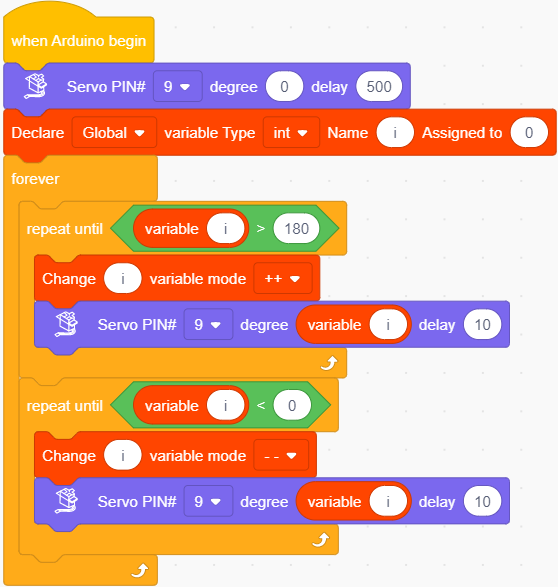 when Arduino begin
Servo PIN# 9 degree 0 delay 500
Declare Global variable Type int Name i Assigned to 0
forever
repeat until variable i > 180
Change i variable mode ++
Servo PIN# 9 degree variable i delay 10
repeat until variable i < 0
Change i variable mode --
Servo PIN# 9 degree variable i delay 10